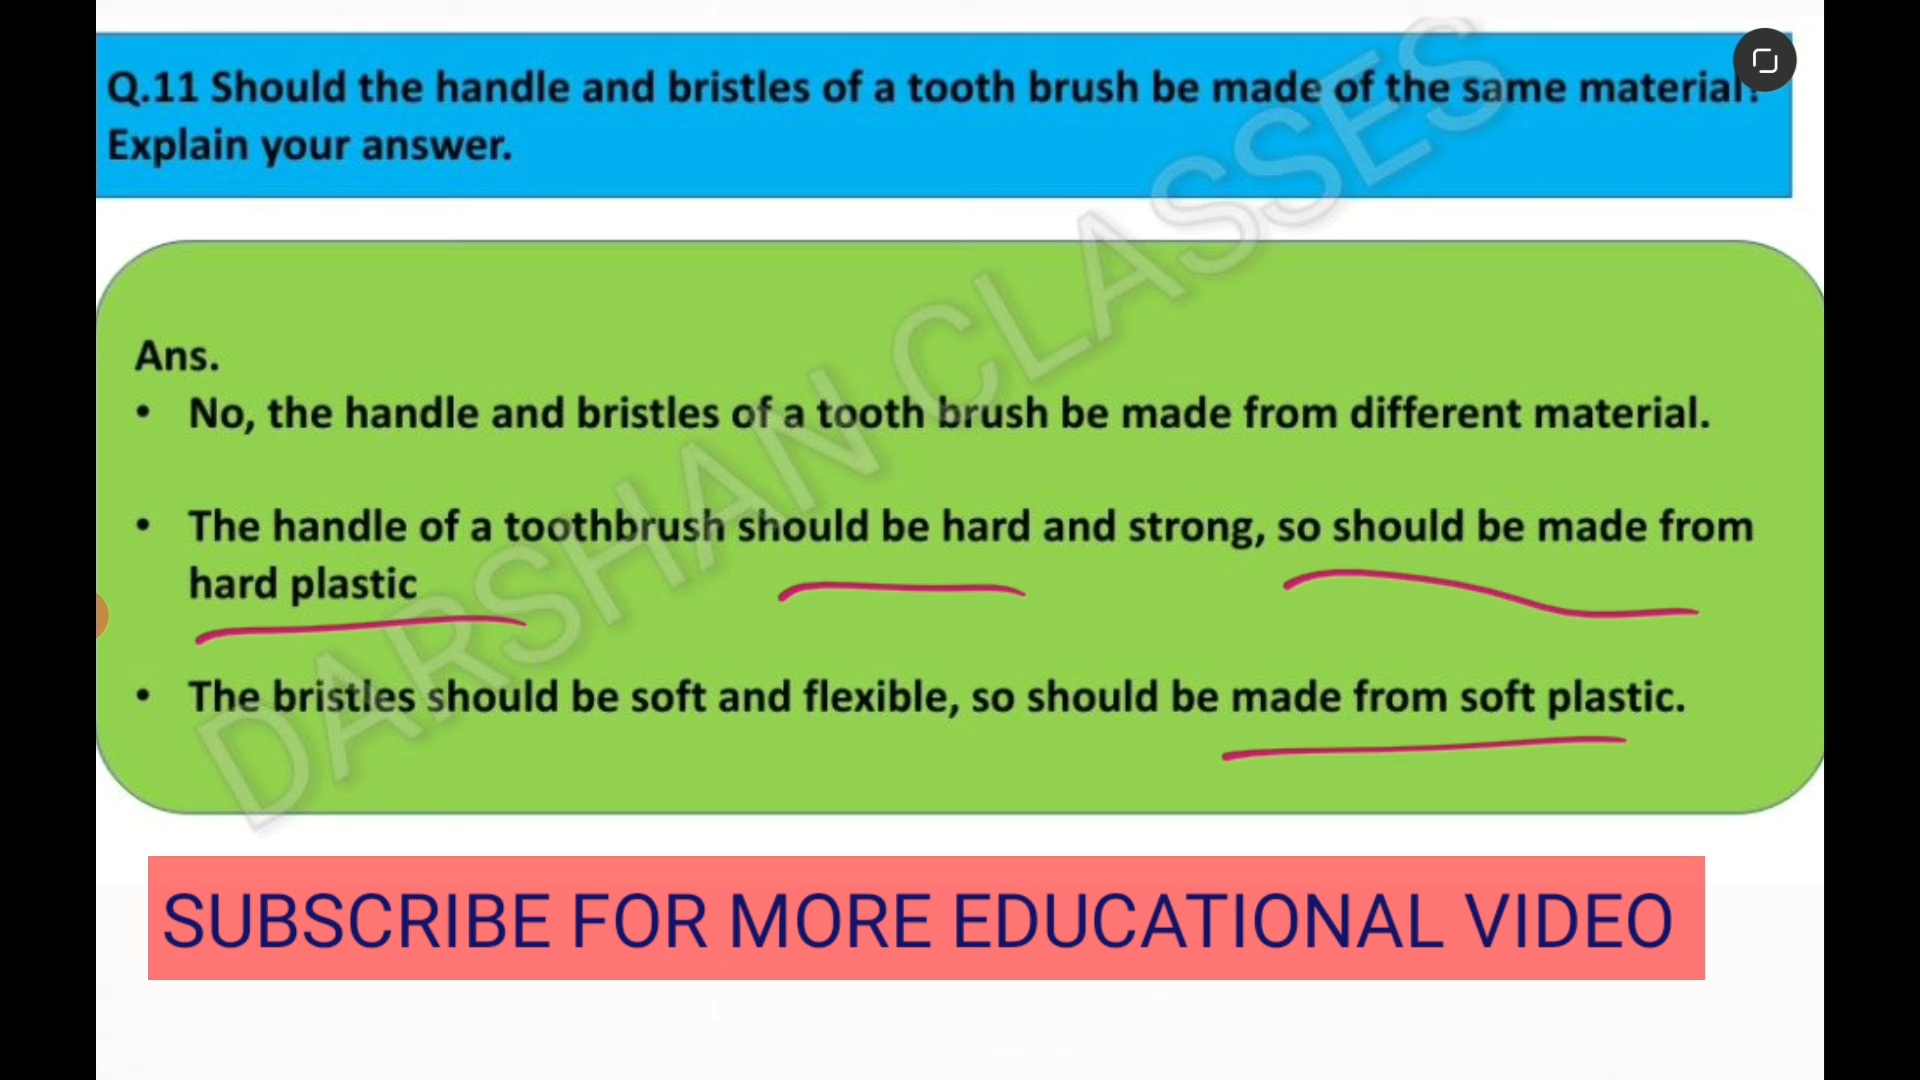 Q.11 Should the handle and bristles of a tooth brush be made of the same material?
Explain your answer.
Ans.
• No, the handle and bristles of a tooth brush be made from different material.
• The handle of a toothbrush should be hard and strong, so should be made from
hard plastic
• The bristles should be soft and flexible, so should be made from soft plastic.
DARSHAN CLASSES
SUBSCRIBE FOR MORE EDUCATIONAL VIDEO